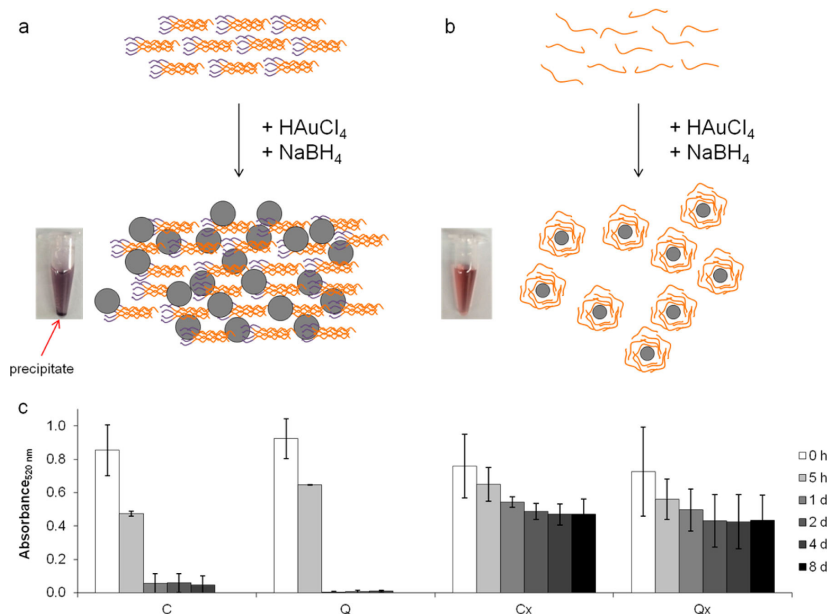 a
b
+ HAuCl₄
+ NaBH₄
+ HAuCl₄
+ NaBH₄
precipitate
c
Absorbance520 nm
1.0
0.8
0.6
0.4
0.2
0.0
C
Q
Cx
Qx
0 h
5 h
1 d
2 d
4 d
8 d